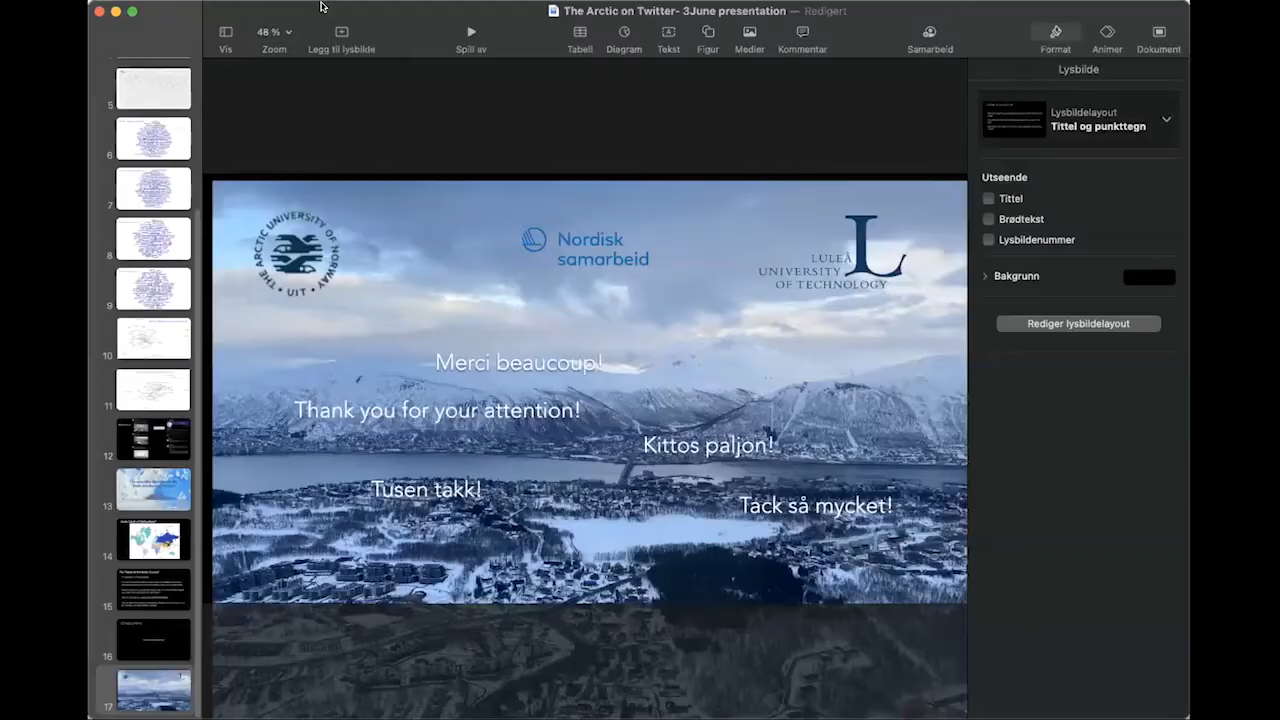 The Arctic on Twitter- 3June presentation — Redigert
Vis
48 %
Zoom
Legg til lysbilde
Spill av
Tabell
Diagram
Tekst
Figur
Medier
Kommentar
Samarbeid
Format
Animer
Dokument
Lysbilde
Lysbildelayout
Tittel og punkttegn
Utseende
Tittel
Brødtekst
Lysbildenummer
Bakgrunn
Rediger lysbildelayout
5
6
7
8
9
10
11
12
13
14
15
16
17
THE ARCTIC UNIVERSITY OF NORWAY
UIT
Nordisk
samarbeid
L
LULEÅ
UNIVERSITY
OF TECHNOLOGY
Merci beaucoup!
Thank you for your attention!
Kittos paljon!
Tusen takk!
Tack så mycket!